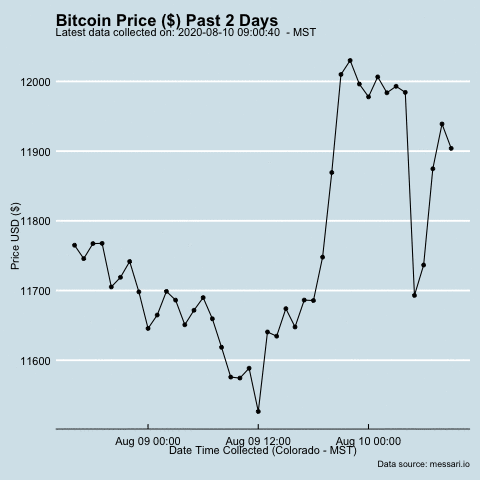 Bitcoin Price ($) Past 2 Days
Latest data collected on: 2020-08-10 09:00:40  - MST
12000
11900
11800
11700
11600
Price USD ($)
Aug 09 00:00
Aug 09 12:00
Aug 10 00:00
Date Time Collected (Colorado - MST)
Data source: messari.io